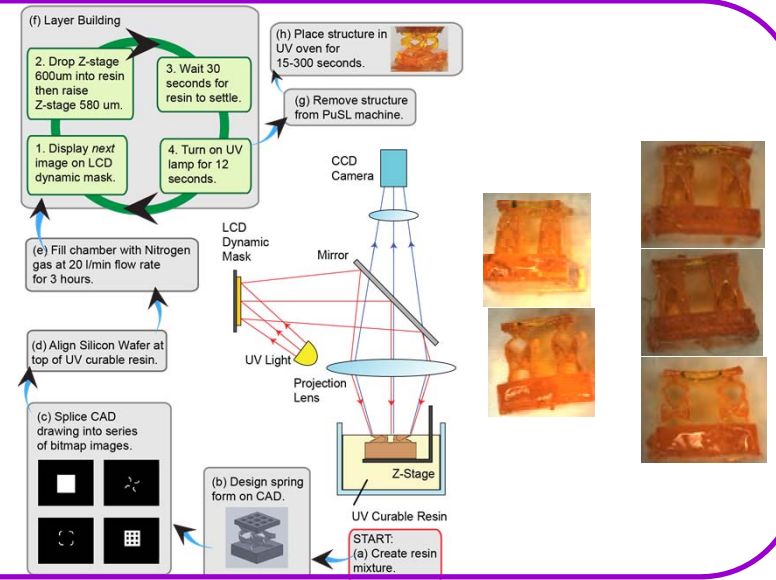 (f) Layer Building
2. Drop Z-stage
600um into resin
then raise
Z-stage 580 um.
3. Wait 30
seconds for
resin to settle.
1. Display next
image on LCD
dynamic mask.
4. Turn on UV
lamp for 12
seconds.
(h) Place structure in
UV oven for
15-300 seconds.
(g) Remove structure
from PuSL machine.
CCD
Camera
LCD
Dynamic
Mask
Mirror
(e) Fill chamber with Nitrogen
gas at 20 l/min flow rate
for 3 hours.
(d) Align Silicon Wafer at
top of UV curable resin.
UV Light
Projection
Lens
(c) Splice CAD
drawing into series
of bitmap images.
Z-Stage
(b) Design spring
form on CAD.
UV Curable Resin
START:
(a) Create resin
mixture.